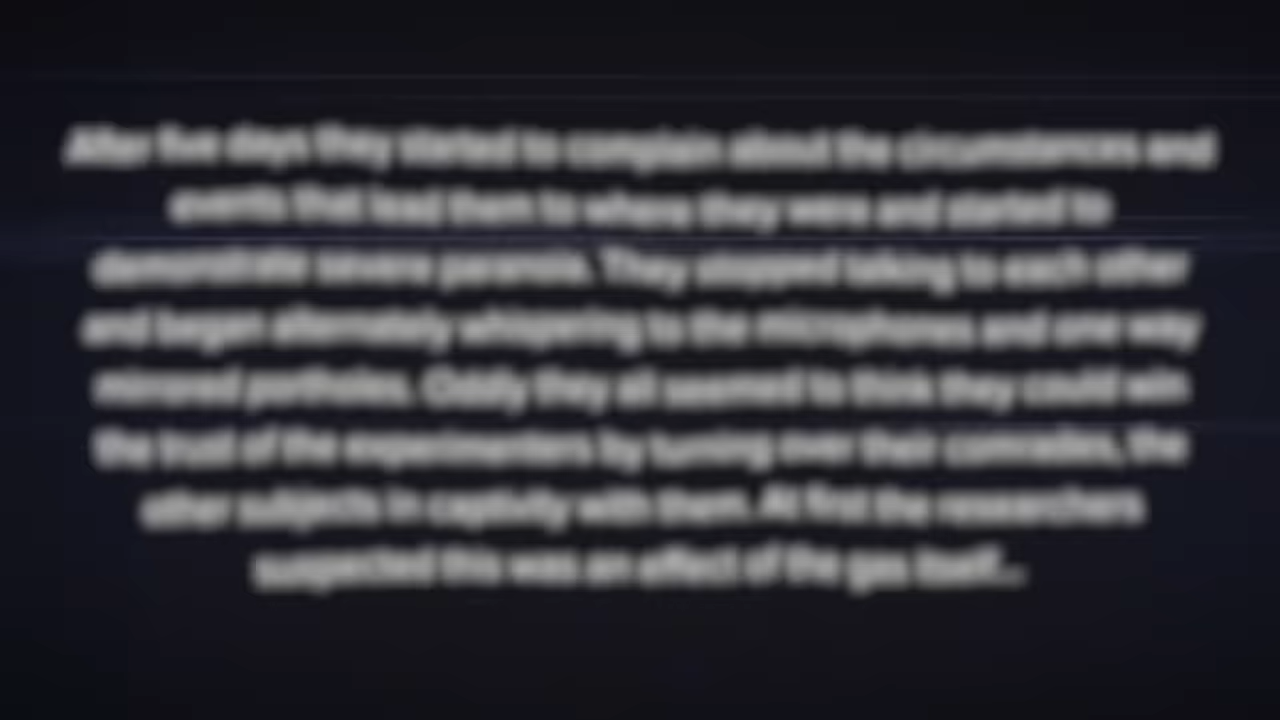 After five days they started to complain about the circumstances and
events that lead them to where they were and started to
demonstrate severe paranoia. They stopped talking to each other
and began alternately whispering to the microphones and one way
mirrored portholes. Oddly they all seemed to think they could win
the trust of the experimenters by turning over their comrades, the
other subjects in captivity with them. At first the researchers
suspected this was an effect of the gas itself...